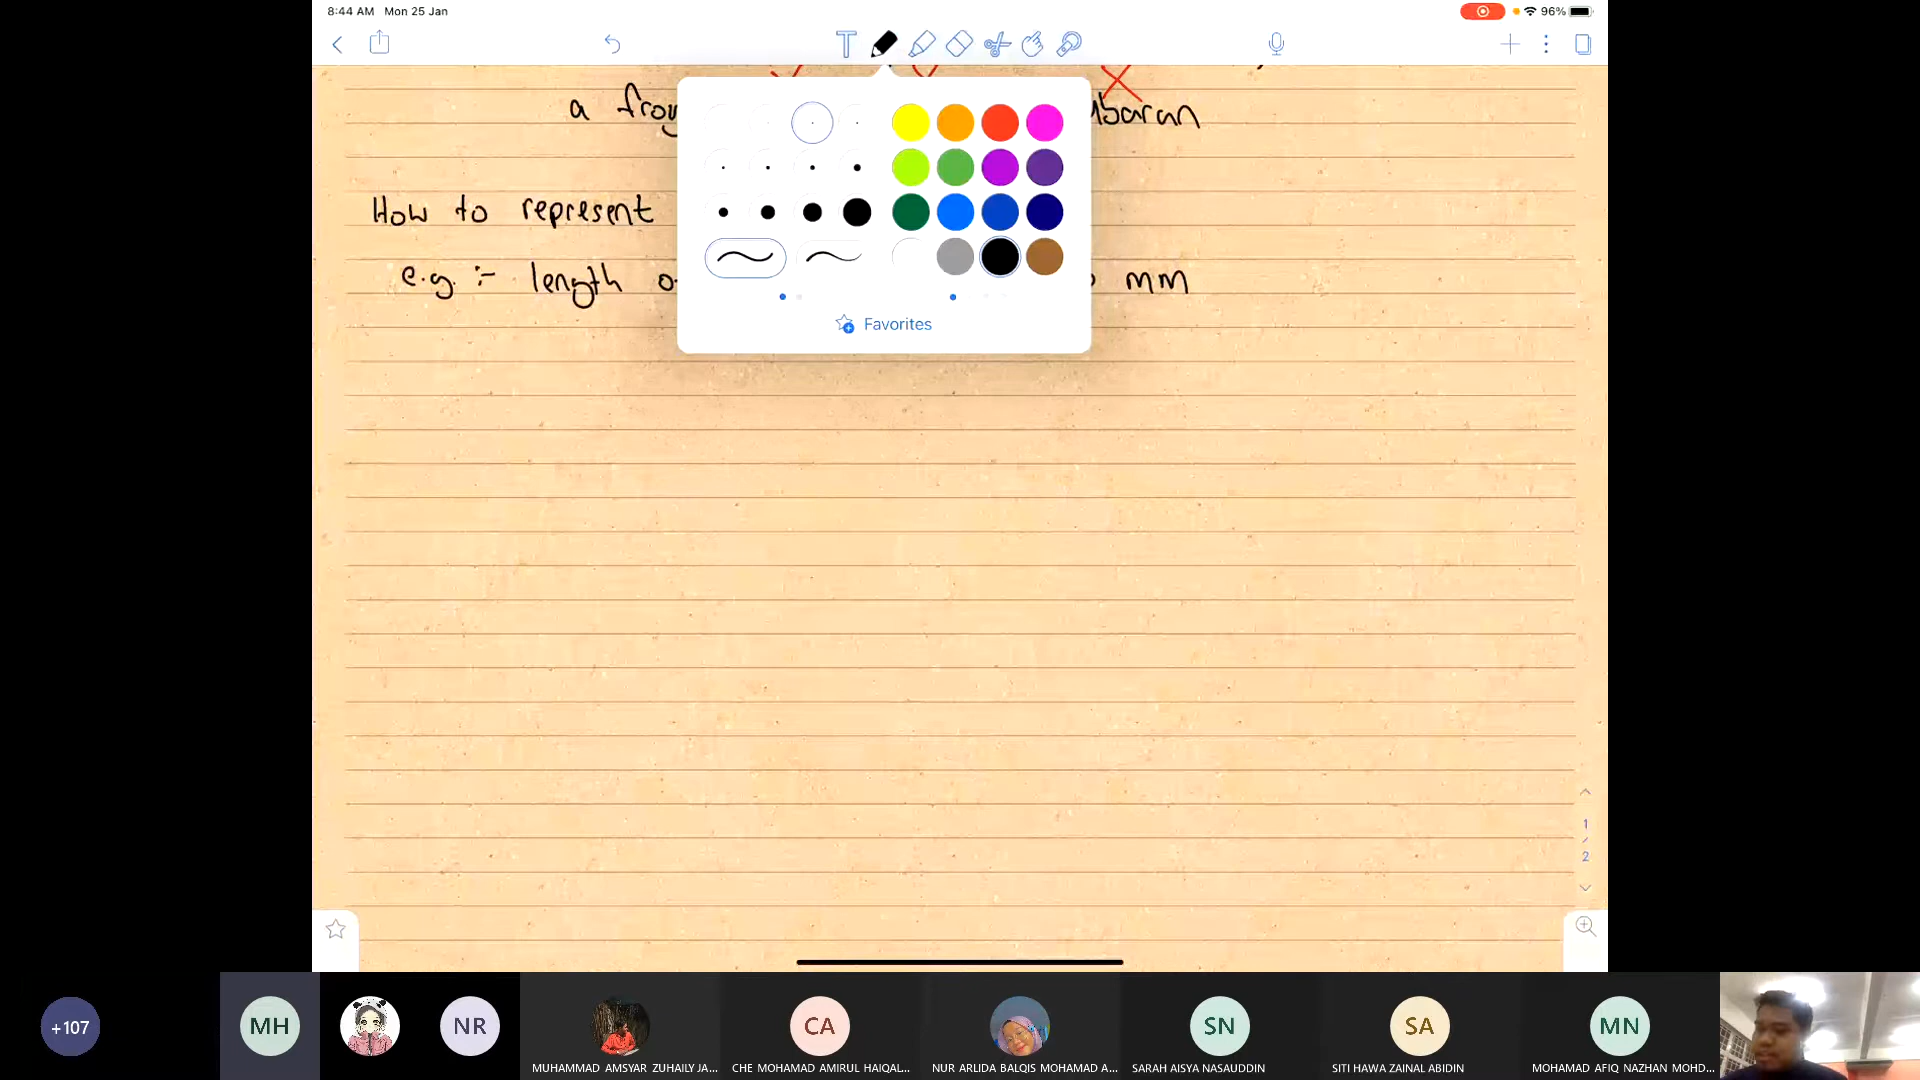 8:44 AM Mon 25 Jan
96%
a frog
baran
How to represent
e.g. :- length o
mm
Favorites
1
/
2
+107
MH
NR
CA
SN
SA
MN
MUHAMMAD AMSYAR ZUHAILY JA...
CHE MOHAMAD AMIRUL HAIQAL...
NUR ARLIDA BALQIS MOHAMAD A...
SARAH AISYA NASAUDDIN
SITI HAWA ZAINAL ABIDIN
MOHAMAD AFIQ NAZHAN MOHD...